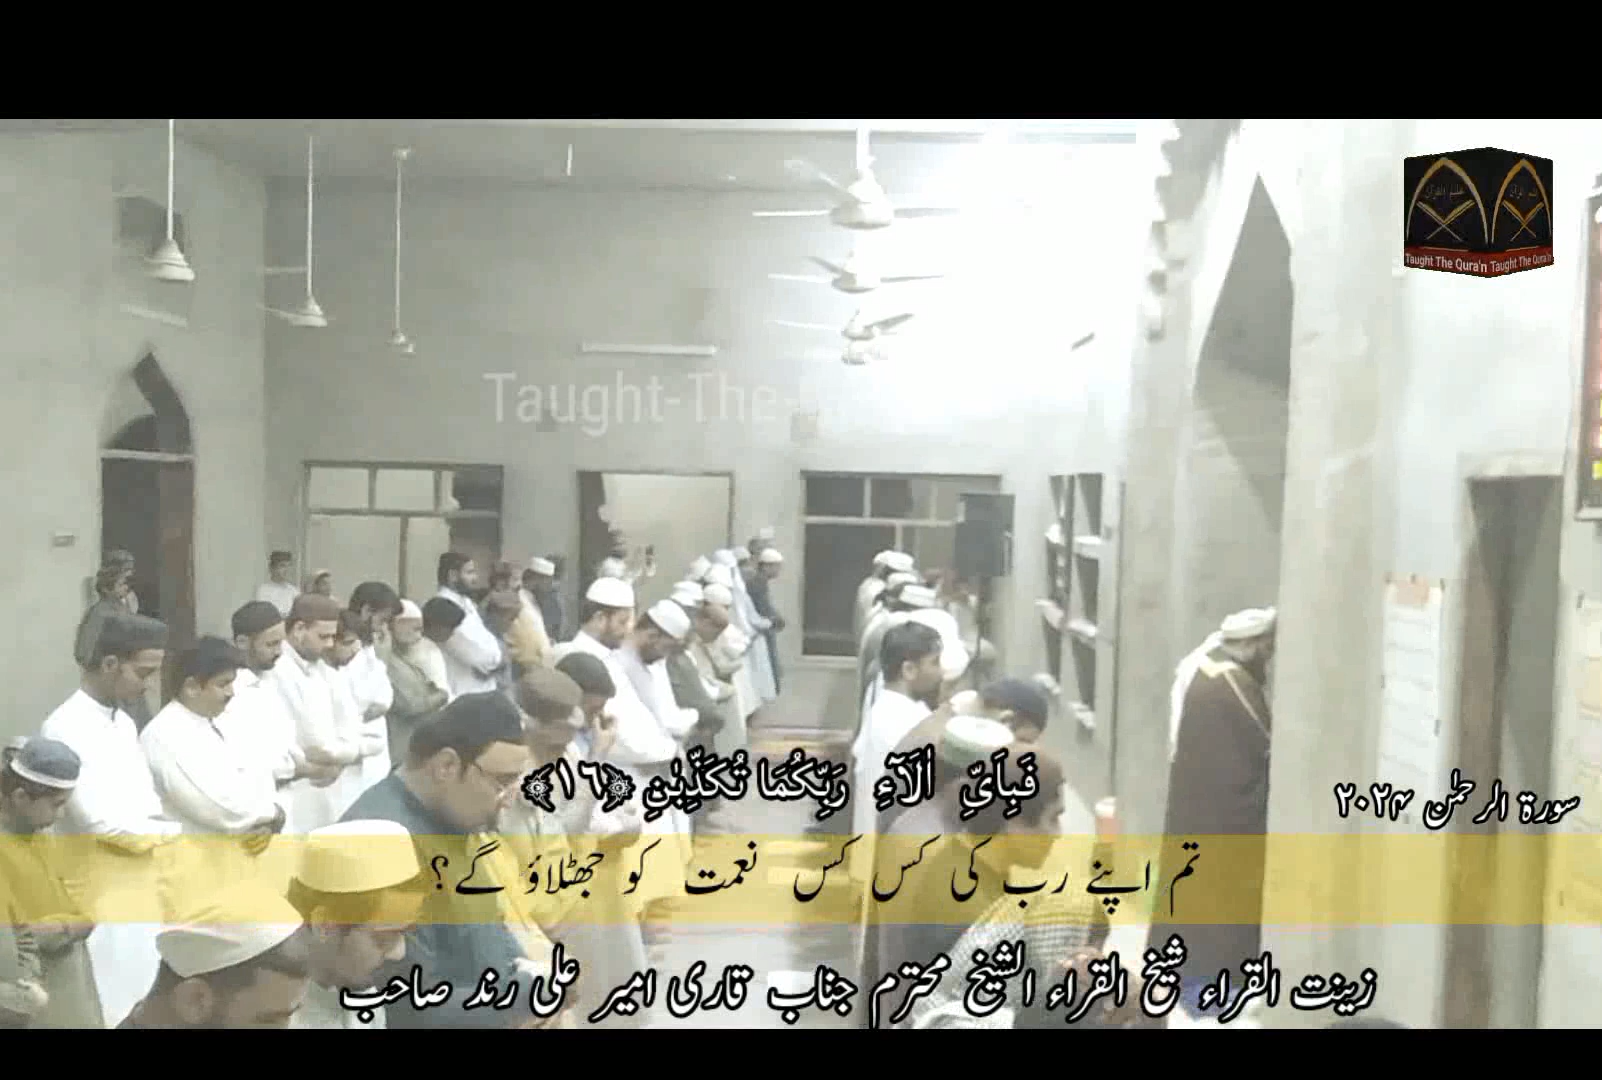 Taught The Qura'n Taught The Qura'n
Taught-The-
فَبِاَیِّ اٰلَآءِ رَبِّكُمَا تُكَذِّبٰنِ ﴿۱٦﴾
سورۃ الرحمٰن ۲۰۲۴
تم اپنے رب کی کس کس نعمت کو جھٹلاؤ گے؟
زینت القراء شیخ القراء الشیخ محترم جناب قاری امیر علی رند صاحب